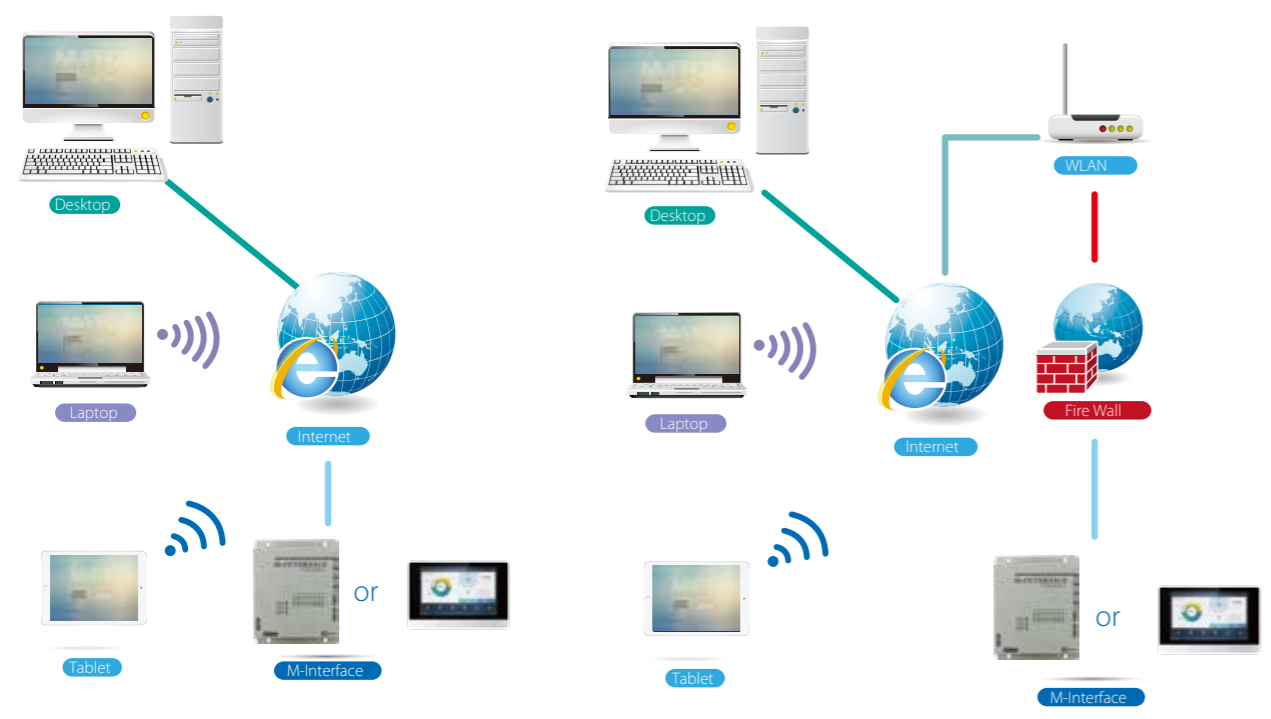 Desktop
Laptop
Internet
Tablet
or
M-Interface
WLAN
Desktop
Laptop
Internet
Fire Wall
Tablet
or
M-Interface